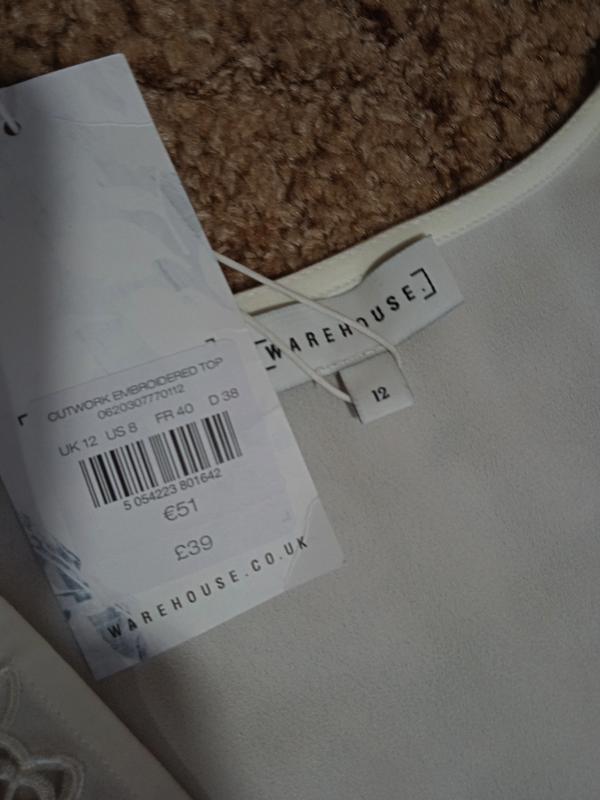 CUTWORK EMBROIDERED TOP
0620307770112
UK 12 US 8 FR 40 D 38
5 054223 801642
€51
£39
WAREHOUSE.CO.UK
[WAREHOUSE.]
12